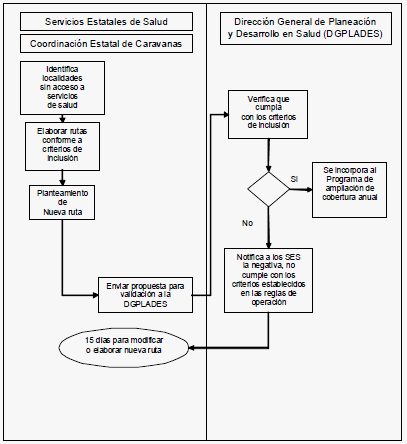 Servicios Estatales de Salud
Coordinación Estatal de Caravanas
Dirección General de Planeación
y Desarrollo en Salud (DGPLADES)
Identifica
localidades
sin acceso a
servicios
de salud
Elaborar rutas
conforme a
criterios de
inclusión
Planteamiento
de
Nueva ruta
Enviar propuesta para
validación a la
DGPLADES
Verifica que
cumpla
con los criterios
de inclusión
Si
Se incorpora al
Programa de
ampliación de
cobertura anual
No
Notifica a los SES
la negativa, no
cumple con los
criterios establecidos
en las reglas de
operación
15 días para modificar
o elaborar nueva ruta